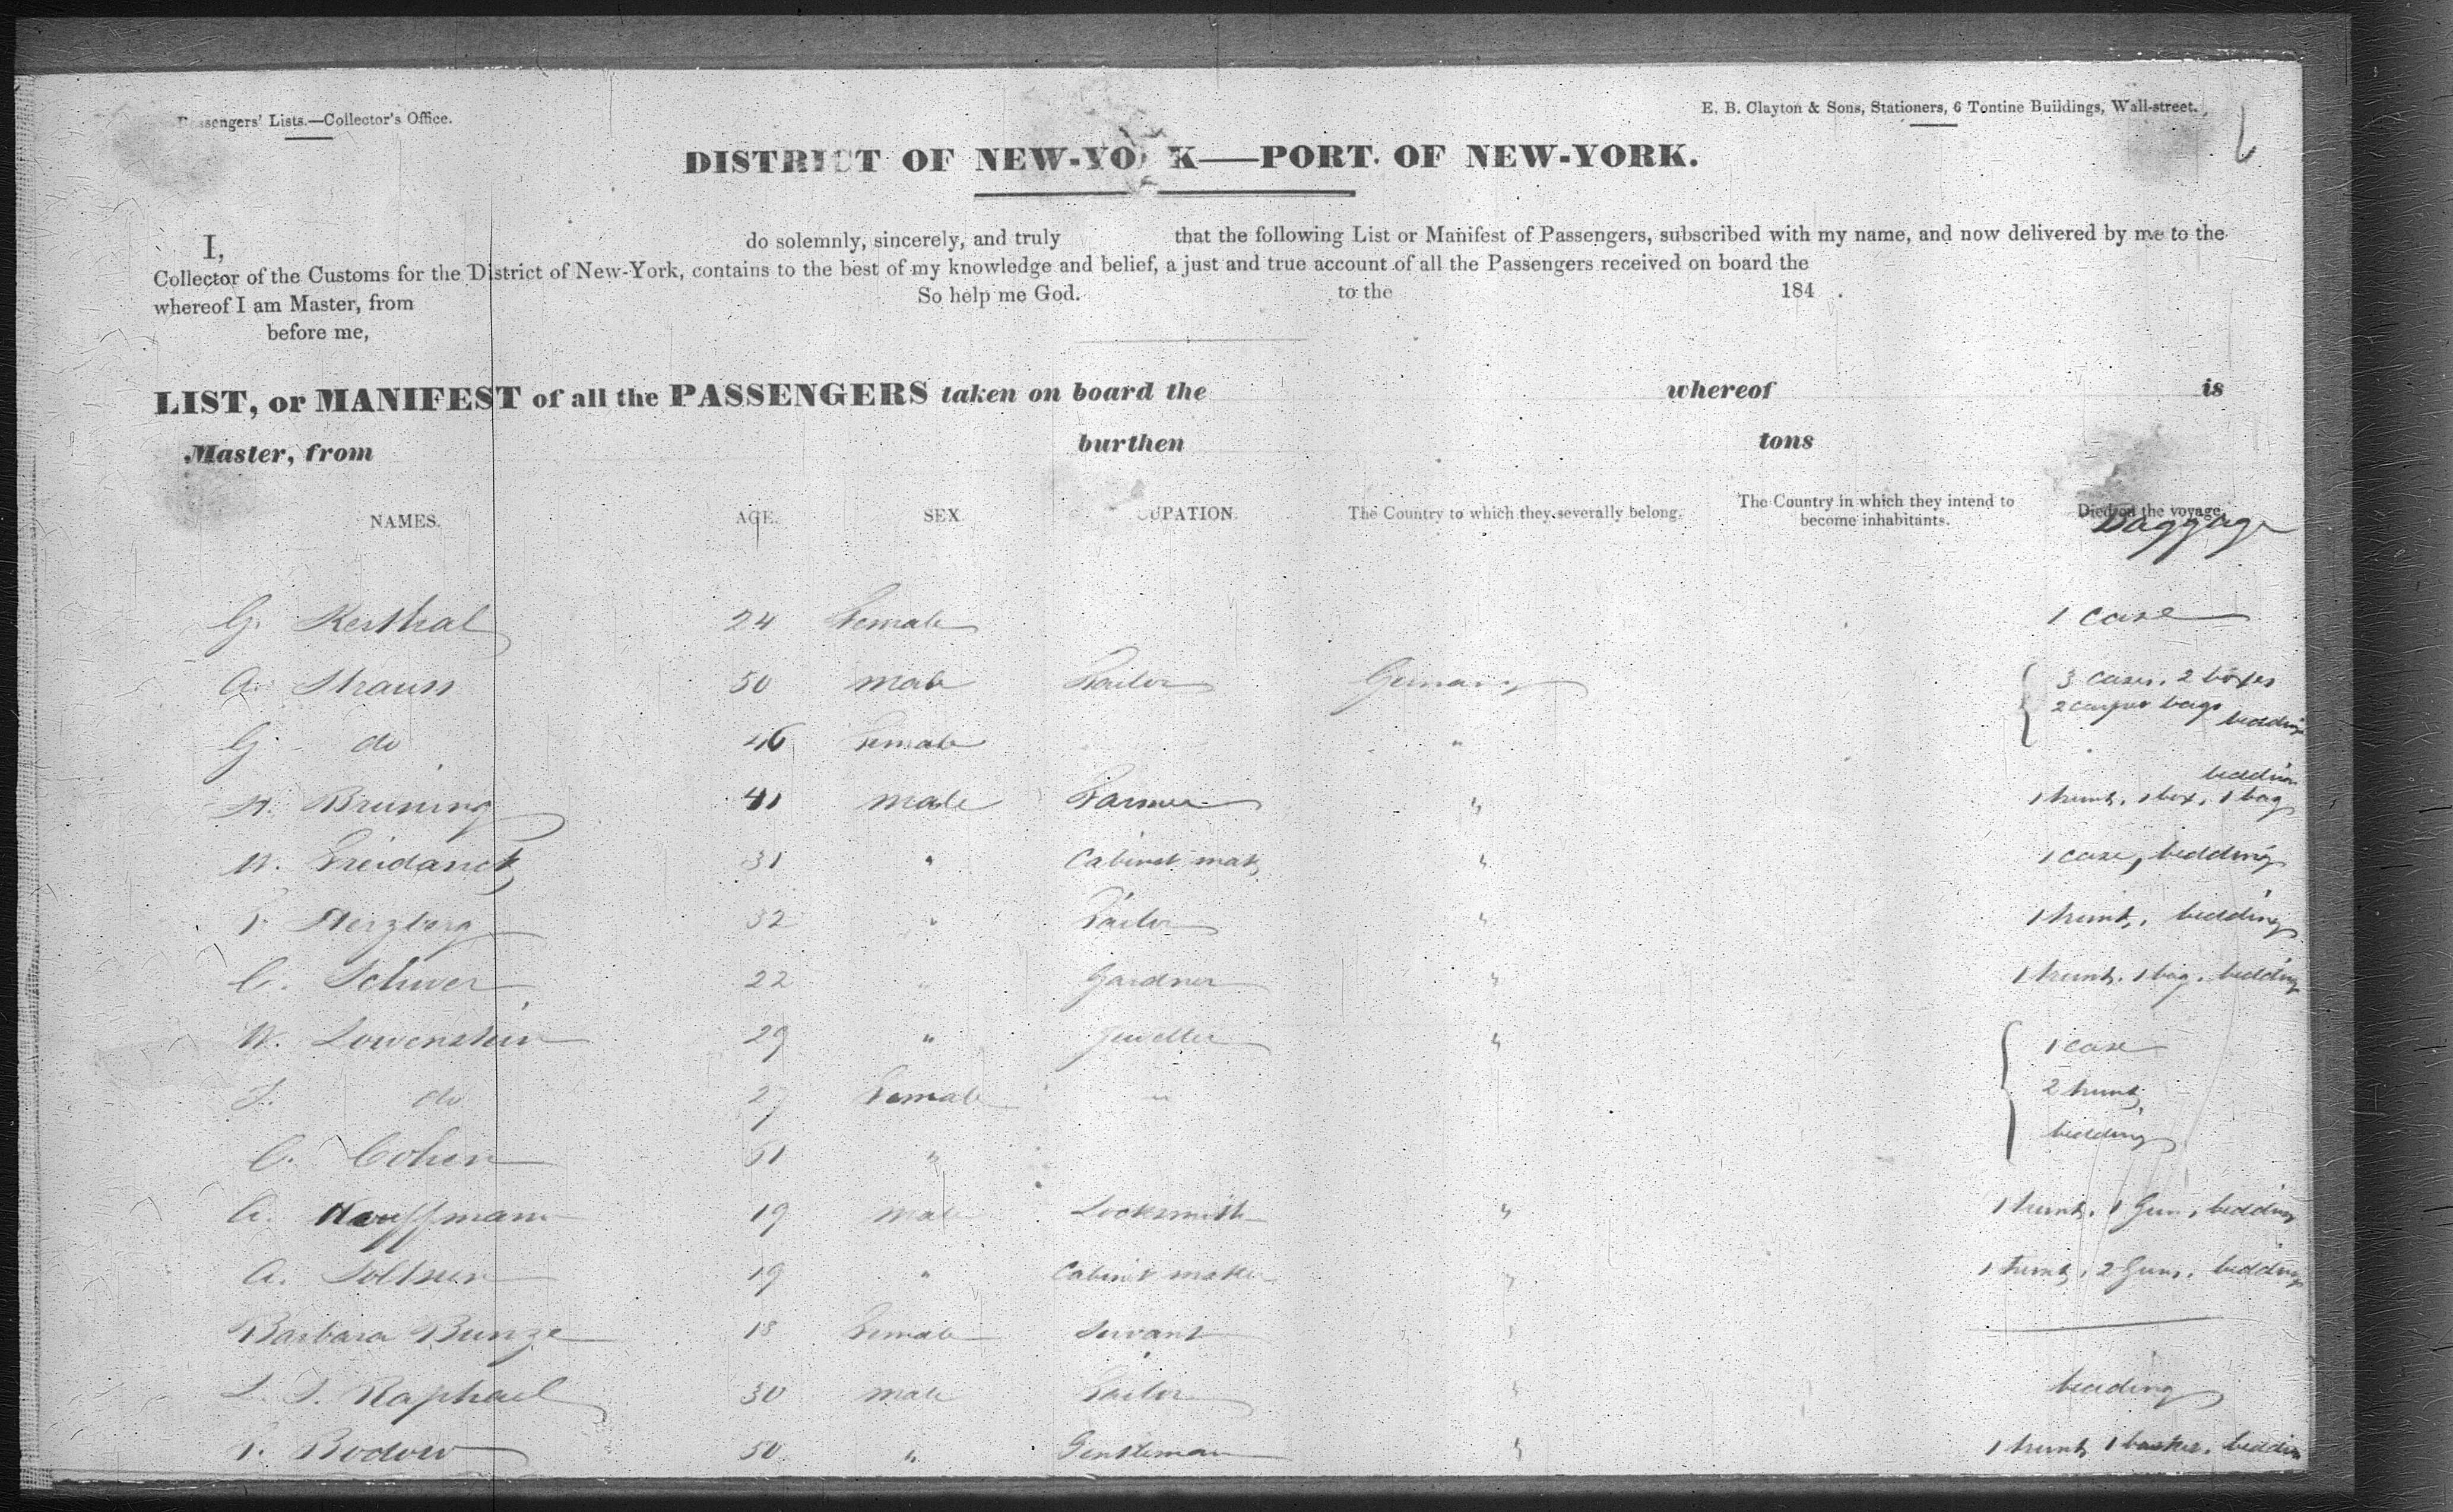 Passengers' Lists.—Collector's Office.
E. B. Clayton & Sons, Stationers, 6 Tontine Buildings, Wall-street.
DISTRICT OF NEW-YORK—PORT OF NEW-YORK.
I, do solemnly, sincerely, and truly that the following List or Manifest of Passengers, subscribed with my name, and now delivered by me to the
Collector of the Customs for the District of New-York, contains to the best of my knowledge and belief, a just and true account of all the Passengers received on board the
whereof I am Master, from So help me God. to the 184 .
before me,
LIST, or MANIFEST of all the PASSENGERS taken on board the whereof is
Master, from burthen tons
NAMES. AGE. SEX. UPATION. The Country to which they severally belong. The Country in which they intend to become inhabitants. Died on the voyage
Baggage
G. Kesthal 24 Female 1 case
A. Strauss 50 male Tailor Germany 3 cases, 2 boxes
2 carpet bags bedding
G. do 46 Female "
bedding
H. Bruning 41 male Farmer " 1 trunk, 1 box, 1 bag
31 " Cabinet mak " 1 case, bedding
Herzberg 32 " Tailor " 1 trunk, bedding
C. Schwer 22 " Gardner " 1 trunk, 1 bag, bedding
W. Lowenstein 29 " Jeweller " 1 case
do 27 Female " 2 trunk
bedding
C. Cohen "
Kauffmann 19 male Locksmith " 1 trunk, 1 Gun, bedding
A. 19 " Cabinet maker " 1 trunk, 2 Guns, bedding
Barbara Bunze 18 Female Servant "
Raphael 30 male Tailor " bedding
Bodow 50 " Gentleman " 1 trunk 1 basket, bedding